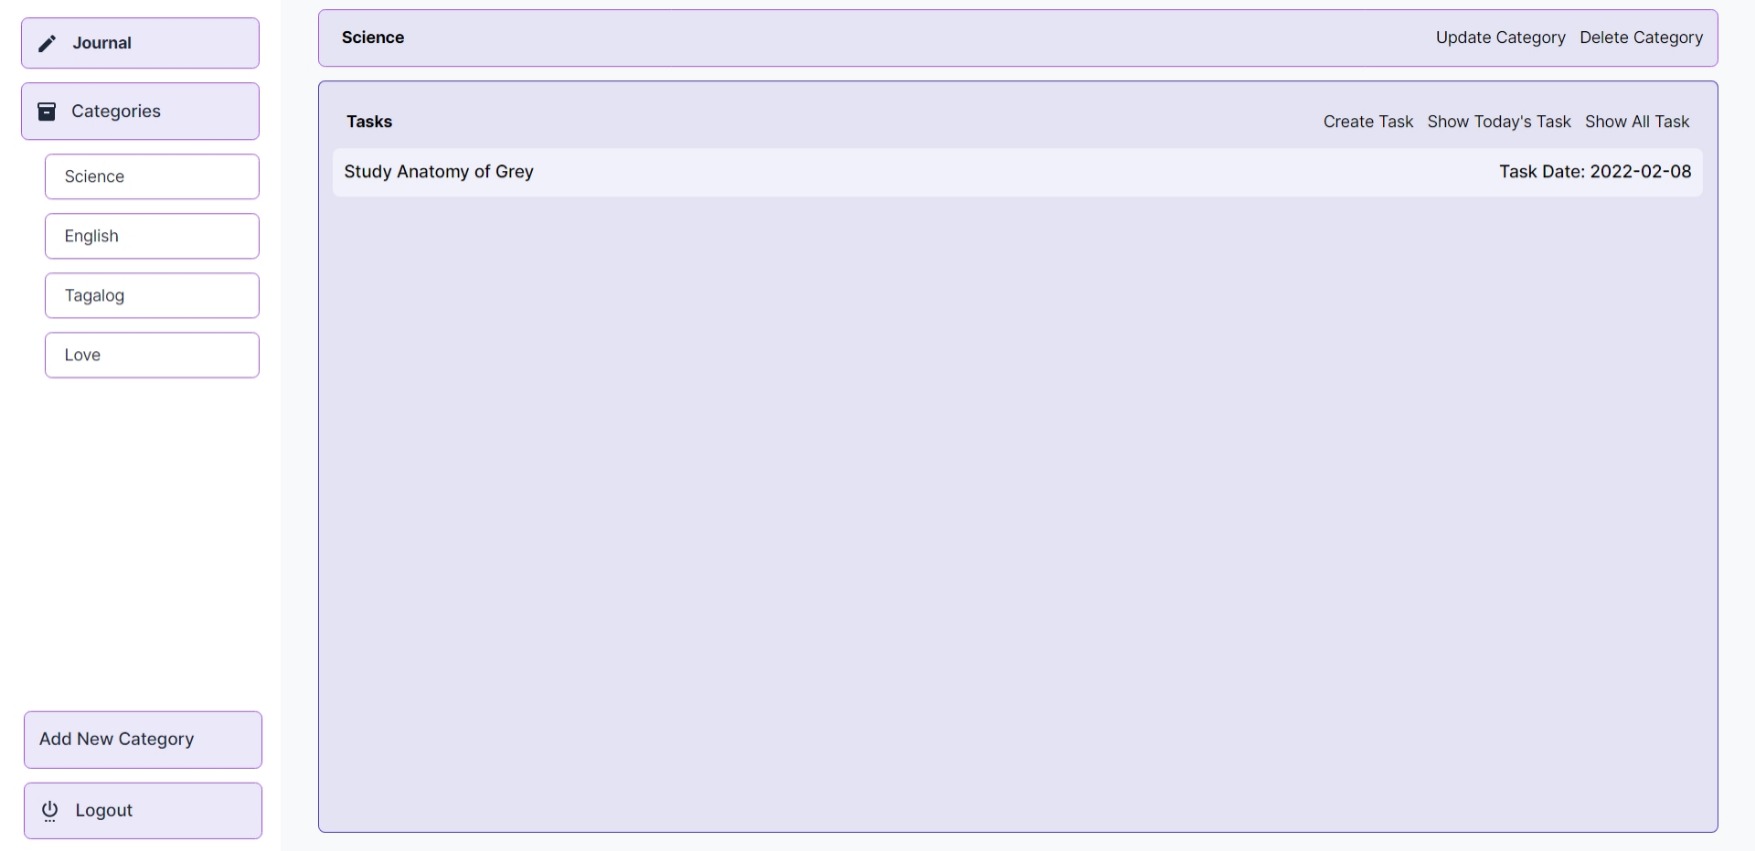 Journal
Categories
Science
English
Tagalog
Love
Add New Category
Logout
Science
Update Category Delete Category
Tasks
Create Task Show Today's Task Show All Task
Study Anatomy of Grey
Task Date: 2022-02-08